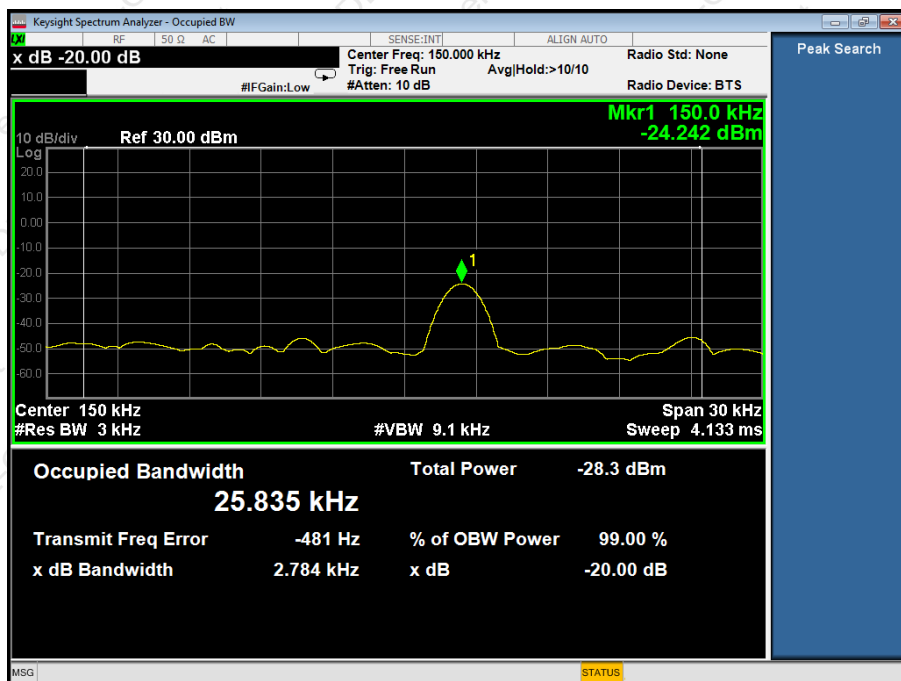 Keysight Spectrum Analyzer - Occupied BW
LXI RF 50 Ω AC SENSE:INT ALIGN AUTO
x dB -20.00 dB
Center Freq: 150.000 kHz Radio Std: None
Trig: Free Run Avg|Hold:>10/10
#IFGain:Low #Atten: 10 dB Radio Device: BTS
Peak Search
Mkr1 150.0 kHz
-24.242 dBm
10 dB/div Ref 30.00 dBm
Log
20.0
10.0
0.00
-10.0
-20.0
1
-30.0
-40.0
-50.0
-60.0
Center 150 kHz Span 30 kHz
#Res BW 3 kHz #VBW 9.1 kHz Sweep 4.133 ms
Occupied Bandwidth Total Power -28.3 dBm
25.835 kHz
Transmit Freq Error -481 Hz % of OBW Power 99.00 %
x dB Bandwidth 2.784 kHz x dB -20.00 dB
MSG STATUS